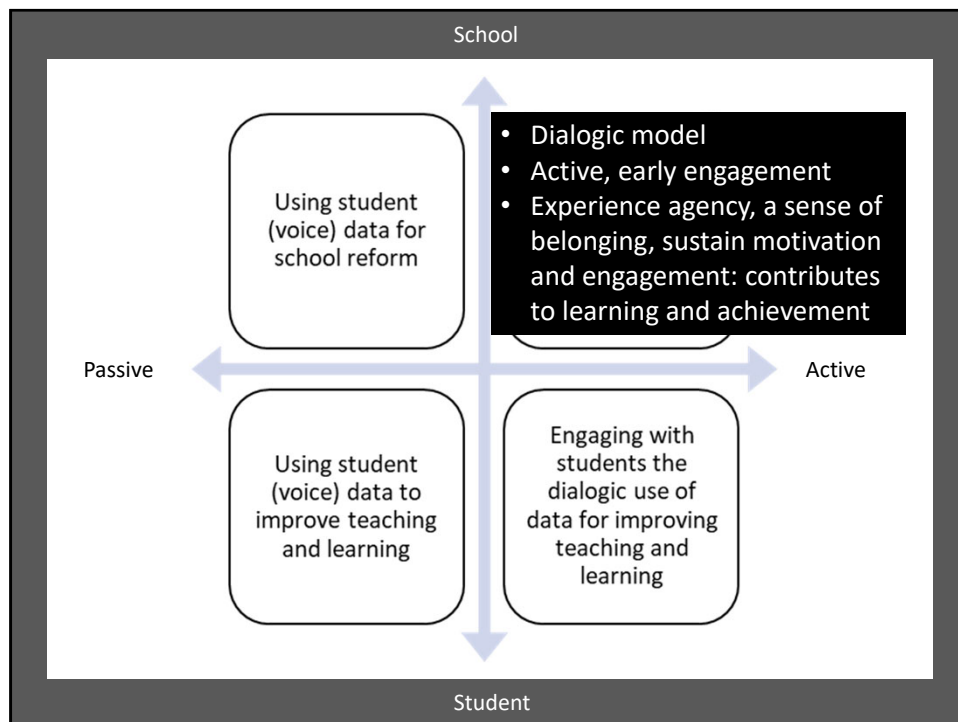 School
Using student
(voice) data for
school reform
• Dialogic model
• Active, early engagement
• Experience agency, a sense of
belonging, sustain motivation
and engagement: contributes
to learning and achievement
Passive
Active
Using student
(voice) data to
improve teaching
and learning
Engaging with
students the
dialogic use of
data for improving
teaching and
learning
Student